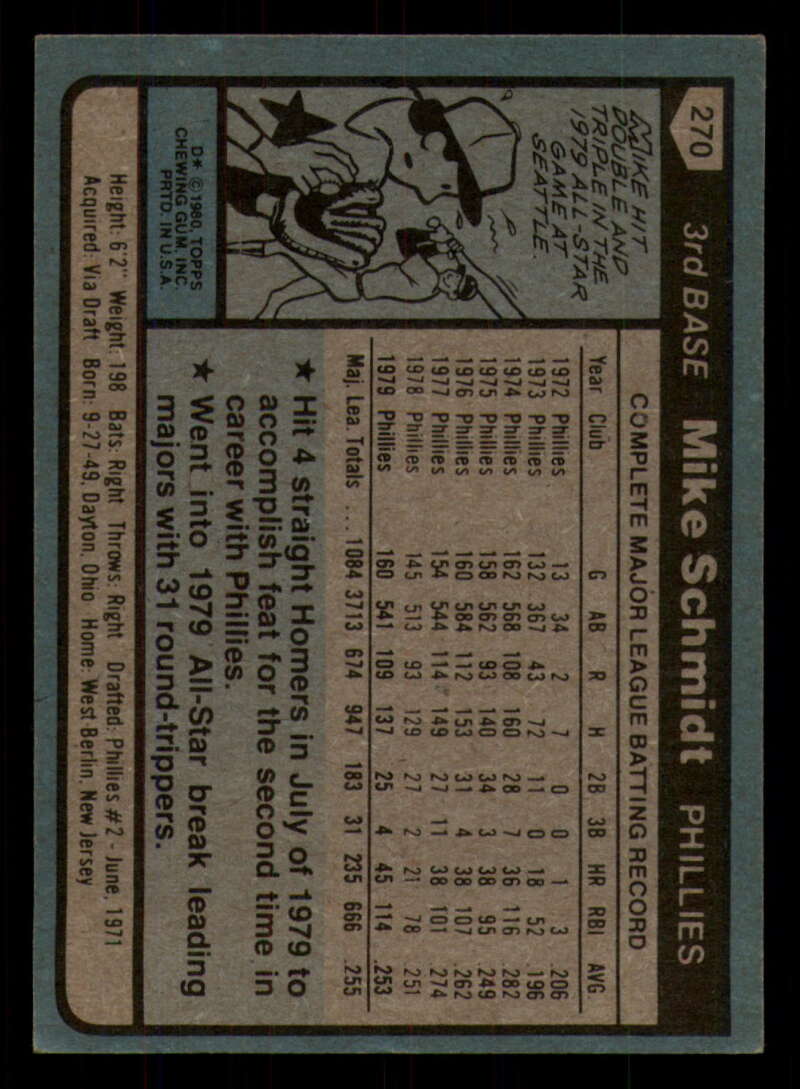 270
3rd BASE Mike Schmidt PHILLIES
MIKE HIT
DOUBLE AND
TRIPLE IN THE
1979 ALL-STAR
GAME AT
SEATTLE.
D* © 1980, TOPPS
CHEWING GUM, INC.
PRTD. IN U.S.A.
COMPLETE MAJOR LEAGUE BATTING RECORD
Year Club G AB R H 2B 3B HR RBI AVG
1972 Phillies 13 34 2 7 0 0 1 3 .206
1973 Phillies 132 367 43 72 11 0 18 52 .196
1974 Phillies 162 568 108 160 28 7 36 116 .282
1975 Phillies 158 562 93 140 34 3 38 95 .249
1976 Phillies 160 584 112 153 31 4 38 107 .262
1977 Phillies 154 544 114 149 27 11 38 101 .274
1978 Phillies 145 513 93 129 27 2 21 78 .251
1979 Phillies 160 541 109 137 25 4 45 114 .253
Maj. Lea. Totals ... 1084 3713 674 947 183 31 235 666 .255
★ Hit 4 straight Homers in July of 1979 to
accomplish feat for the second time in
career with Phillies.
★ Went into 1979 All-Star break leading
majors with 31 round-trippers.
Height: 6'2" Weight: 198 Bats: Right Throws: Right Drafted: Phillies #2 - June, 1971
Acquired: Via Draft Born: 9-27-49, Dayton, Ohio Home: West Berlin, New Jersey